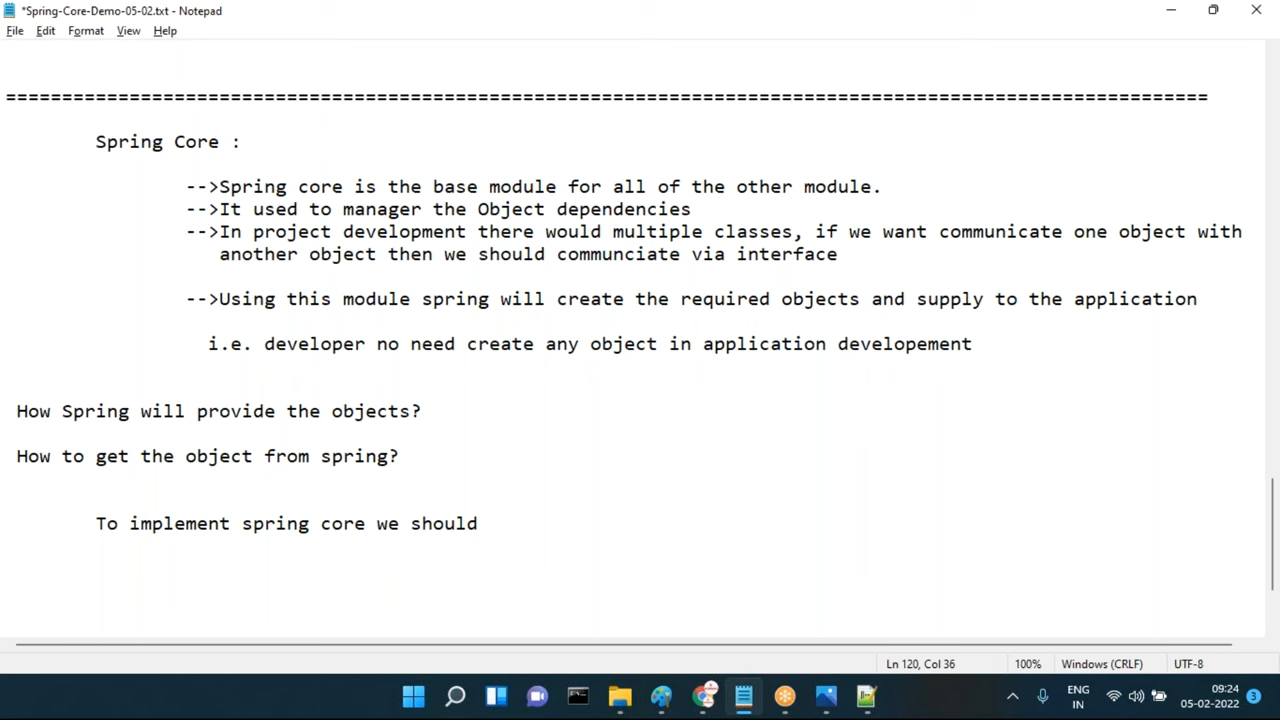 *Spring-Core-Demo-05-02.txt - Notepad
File Edit Format View Help
===========================================================================================================
Spring Core :
-->Spring core is the base module for all of the other module.
-->It used to manager the Object dependencies
-->In project development there would multiple classes, if we want communicate one object with
another object then we should communciate via interface
-->Using this module spring will create the required objects and supply to the application
i.e. developer no need create any object in application developement
How Spring will provide the objects?
How to get the object from spring?
To implement spring core we should
Ln 120, Col 36 100% Windows (CRLF) UTF-8
ENG 09:24
IN 05-02-2022 3